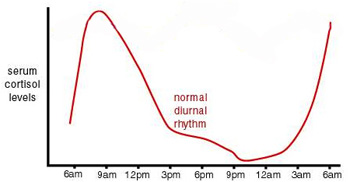 serum
cortisol
levels
normal
diurnal
rhythm
6am 9am 12pm 3pm 6pm 9pm 12am 3am 6am